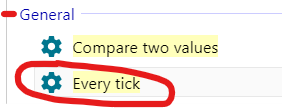 General
Compare two values
Every tick